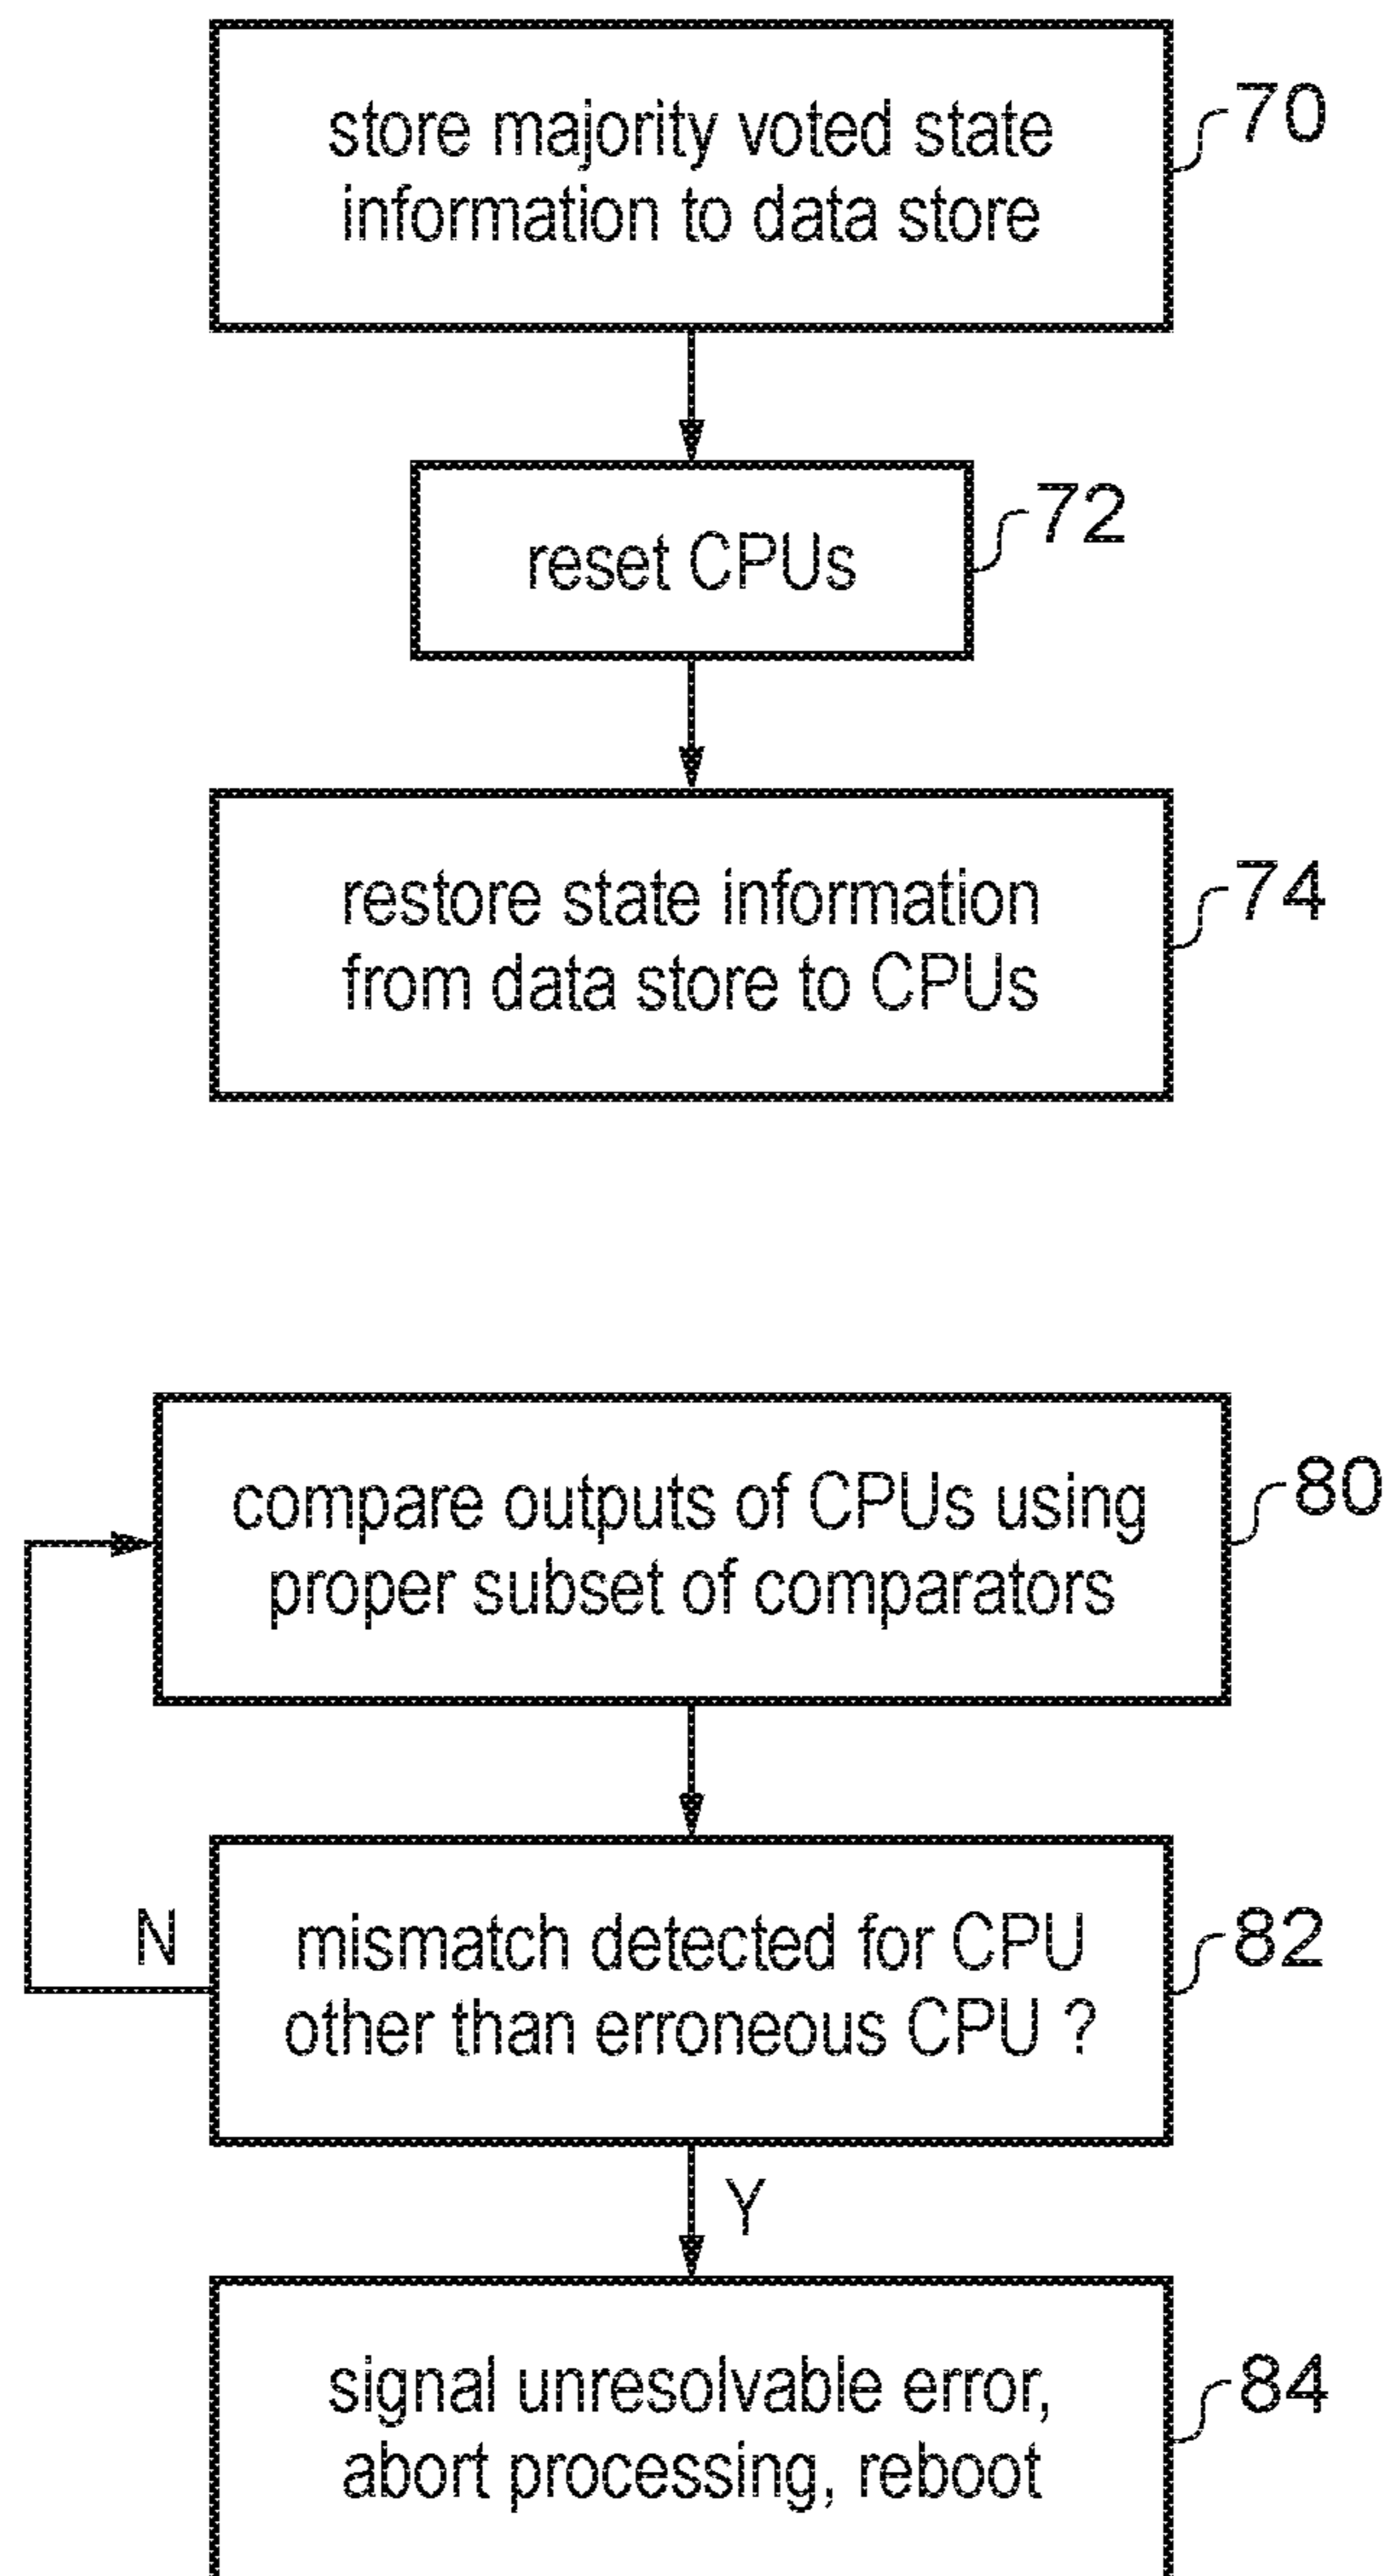 store majority voted state
information to data store
70
reset CPUs
72
restore state information
from data store to CPUs
74
compare outputs of CPUs using
proper subset of comparators
80
N
mismatch detected for CPU
other than erroneous CPU ?
82
Y
signal unresolvable error,
abort processing, reboot
84